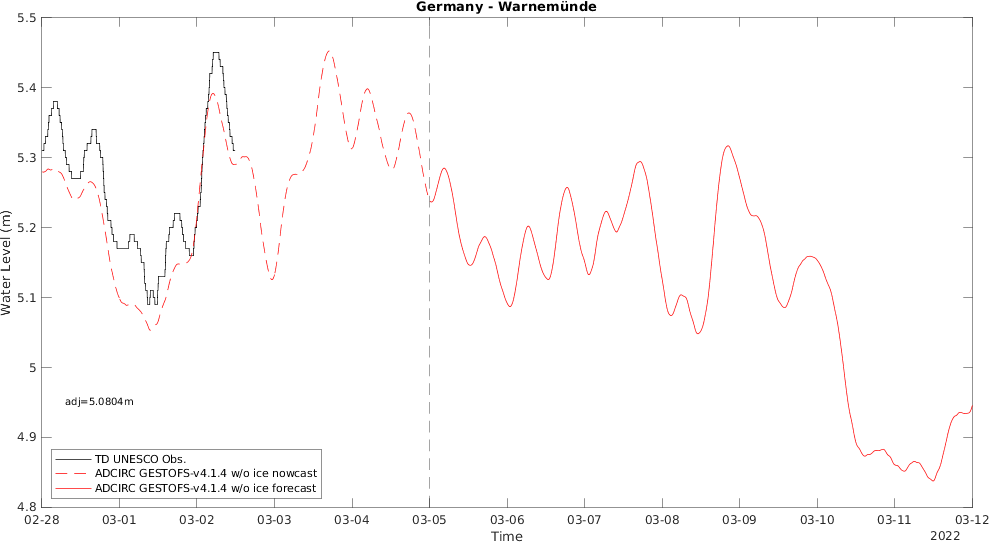 Germany - Warnemünde
5.5
5.4
5.3
5.2
5.1
5
4.9
4.8
Water Level (m)
adj=5.0804m
TD UNESCO Obs.
ADCIRC GESTOFS-v4.1.4 w/o ice nowcast
ADCIRC GESTOFS-v4.1.4 w/o ice forecast
02-28 03-01 03-02 03-03 03-04 03-05 03-06 03-07 03-08 03-09 03-10 03-11 03-12
Time
2022